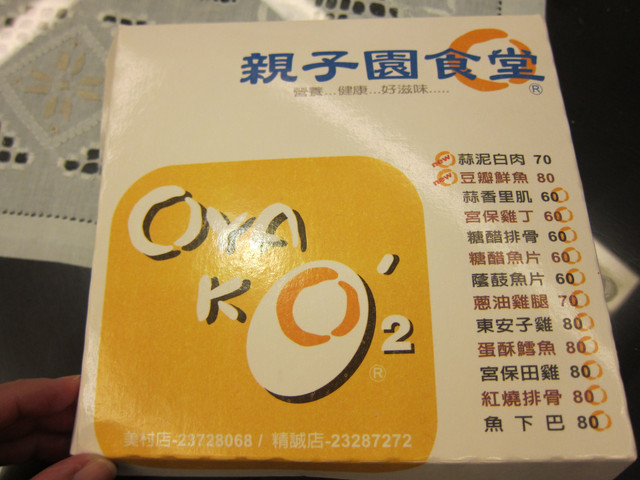 親子園食堂
®
營養...健康...好滋味.....
new 蒜泥白肉 70
new 豆瓣鮮魚 80
蒜香里肌 60
宮保雞丁 60
糖醋排骨 60
糖醋魚片 60
蔭豉魚片 60
蔥油雞腿 70
東安子雞 80
蛋酥鱈魚 80
宮保田雞 80
紅燒排骨 80
魚下巴 80
OYA
KO'2
®
美村店-23728068 / 精誠店-23287272